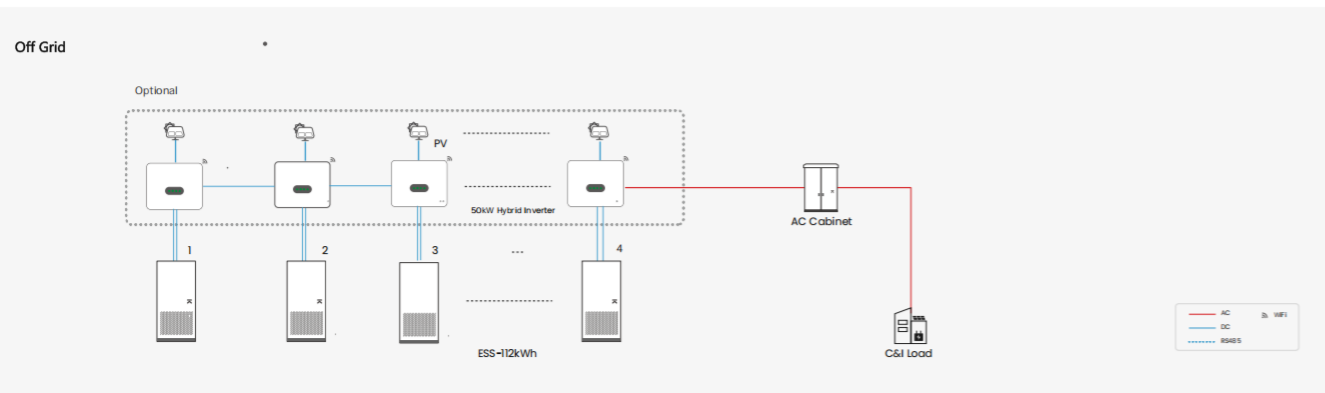 Off Grid
Optional
PV
50kW Hybrid Inverter
AC Cabinet
1
2
3
4
ESS-112kWh
C&I Load
AC
WiFi
DC
RS485